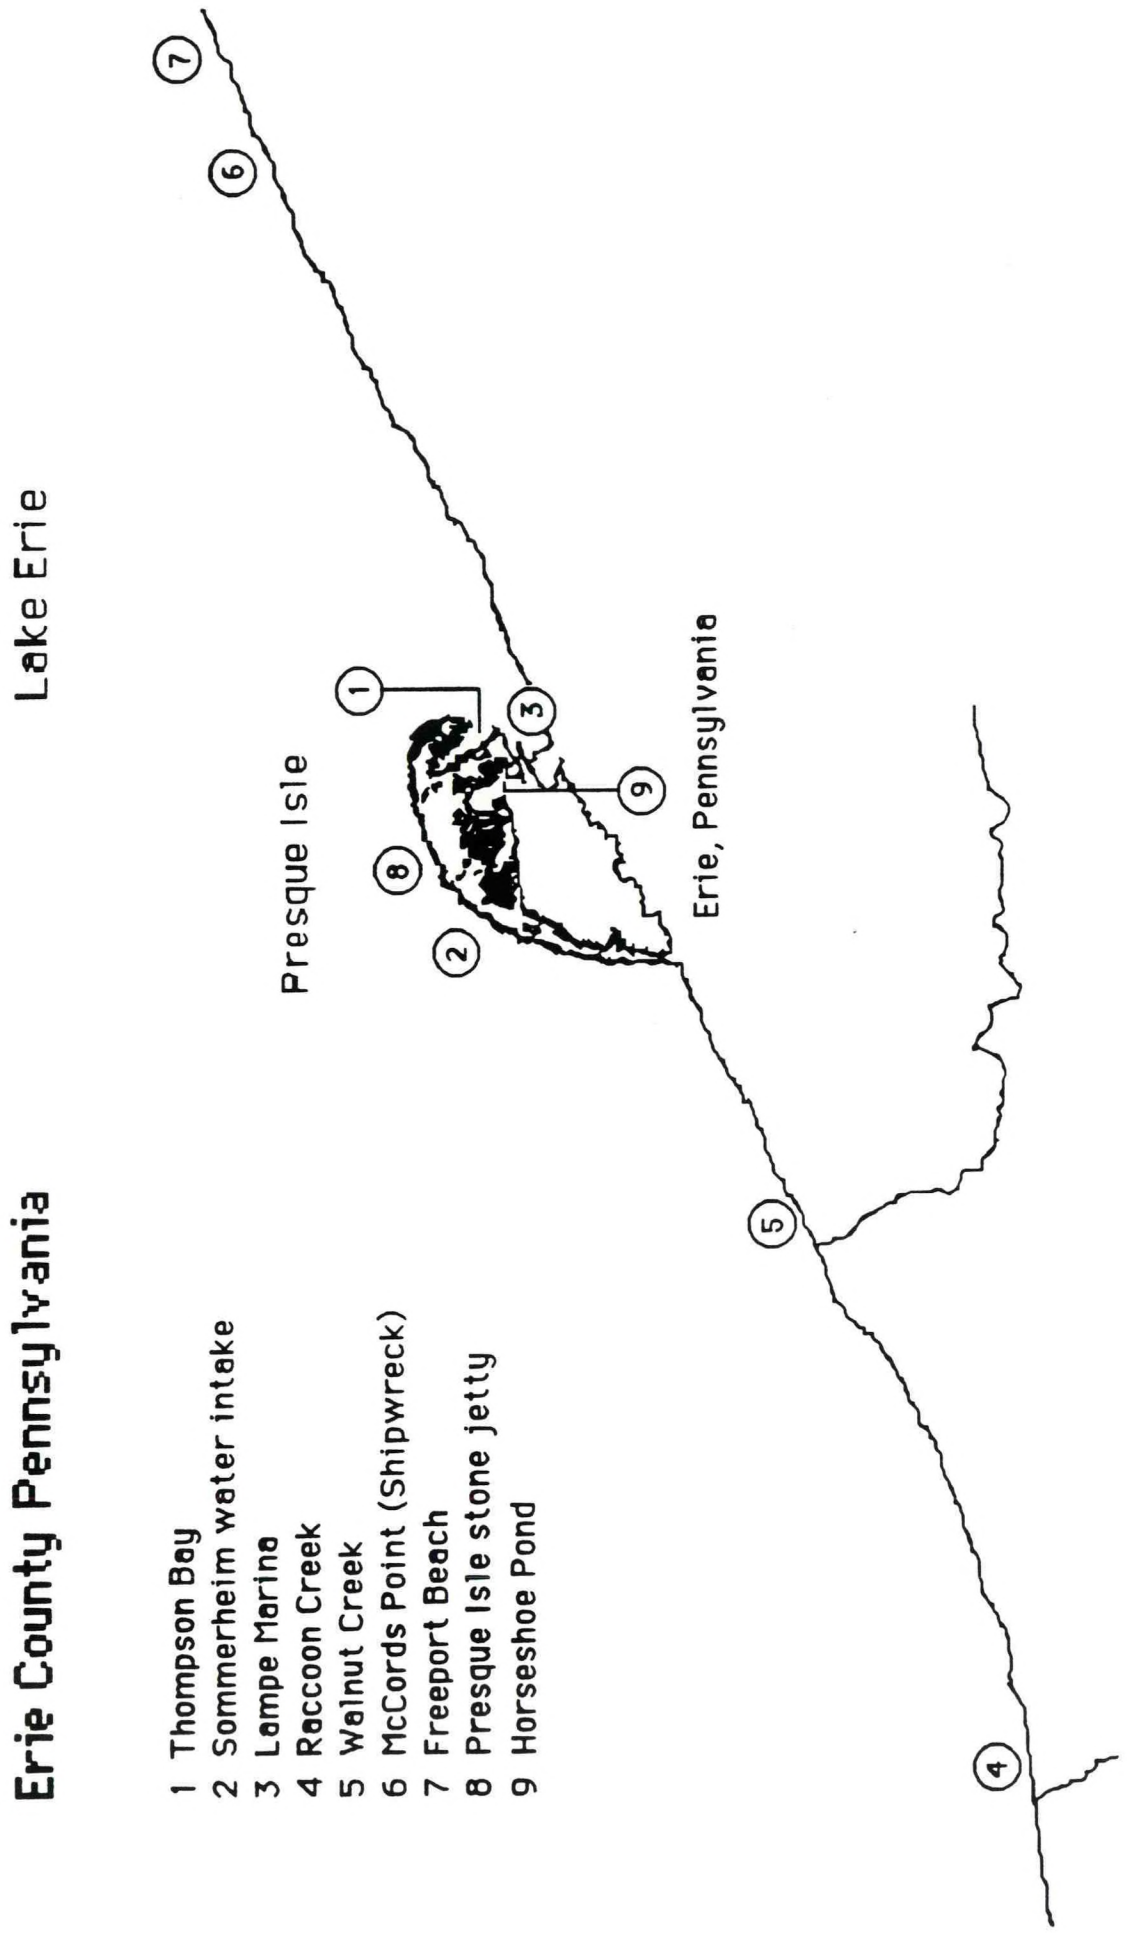 Erie County Pennsylvania
Lake Erie
1 Thompson Bay
2 Sommerheim water intake
3 Lampe Marina
4 Raccoon Creek
5 Walnut Creek
6 McCords Point (Shipwreck)
7 Freeport Beach
8 Presque Isle stone jetty
9 Horseshoe Pond
Presque Isle
Erie, Pennsylvania
7
6
1
3
8
9
2
5
4